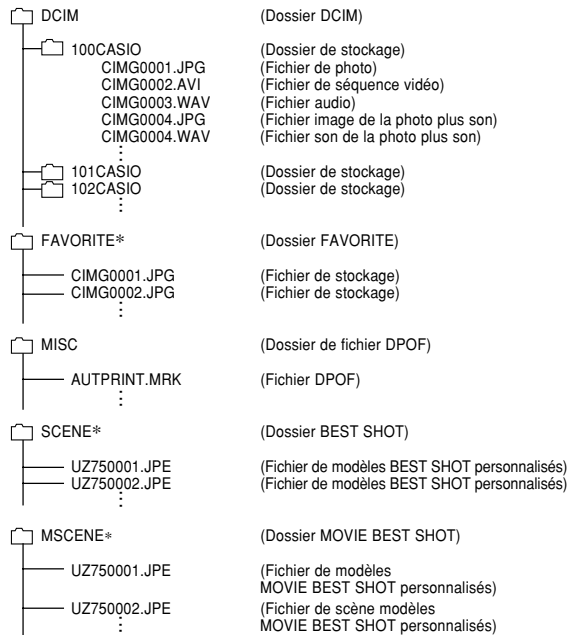 DCIM (Dossier DCIM)
100CASIO (Dossier de stockage)
CIMG0001.JPG (Fichier de photo)
CIMG0002.AVI (Fichier de séquence vidéo)
CIMG0003.WAV (Fichier audio)
CIMG0004.JPG (Fichier image de la photo plus son)
CIMG0004.WAV (Fichier son de la photo plus son)
101CASIO (Dossier de stockage)
102CASIO (Dossier de stockage)
FAVORITE* (Dossier FAVORITE)
CIMG0001.JPG (Fichier de stockage)
CIMG0002.JPG (Fichier de stockage)
MISC (Dossier de fichier DPOF)
AUTPRINT.MRK (Fichier DPOF)
SCENE* (Dossier BEST SHOT)
UZ750001.JPE (Fichier de modèles BEST SHOT personnalisés)
UZ750002.JPE (Fichier de modèles BEST SHOT personnalisés)
MSCENE* (Dossier MOVIE BEST SHOT)
UZ750001.JPE (Fichier de modèles
MOVIE BEST SHOT personnalisés)
UZ750002.JPE (Fichier de scène modèles
MOVIE BEST SHOT personnalisés)